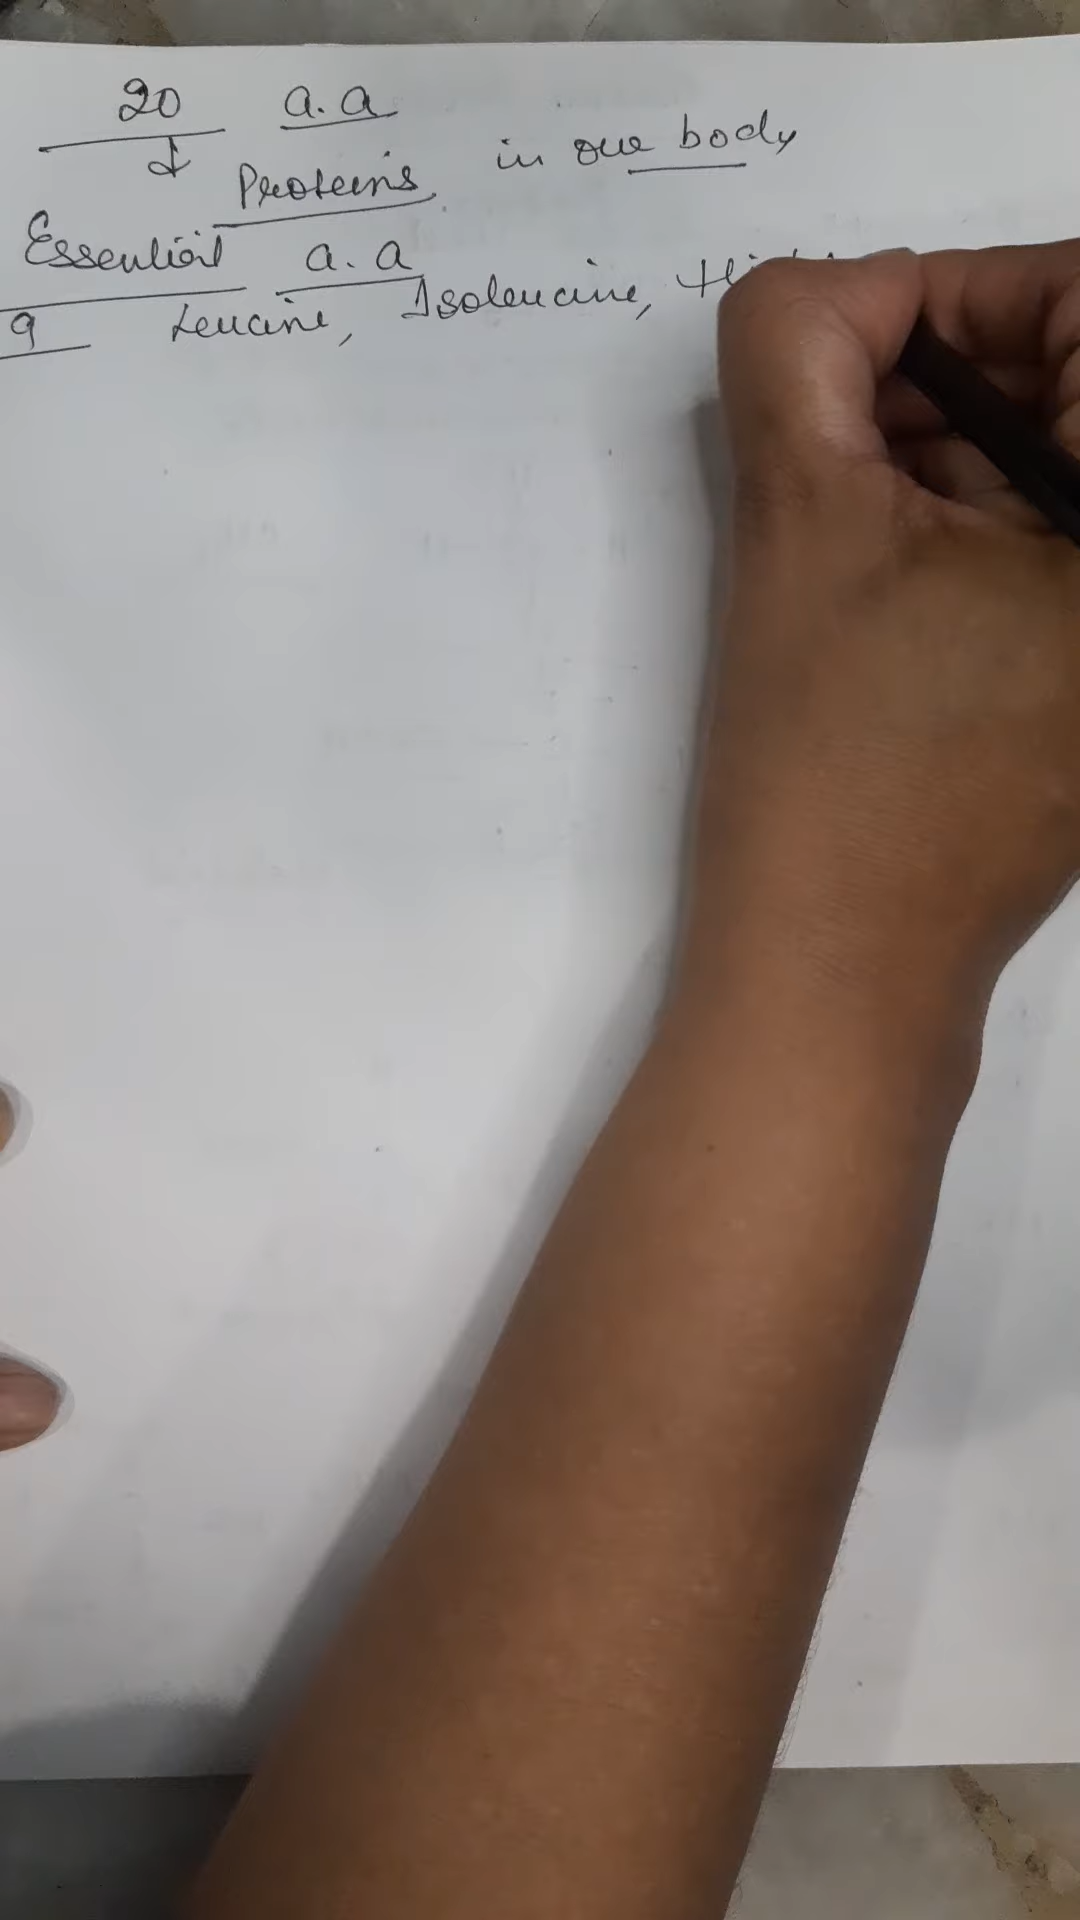 20 a.a
↓ Proteins in our body
Essential a.a
9 Leucine, Isoleucine,